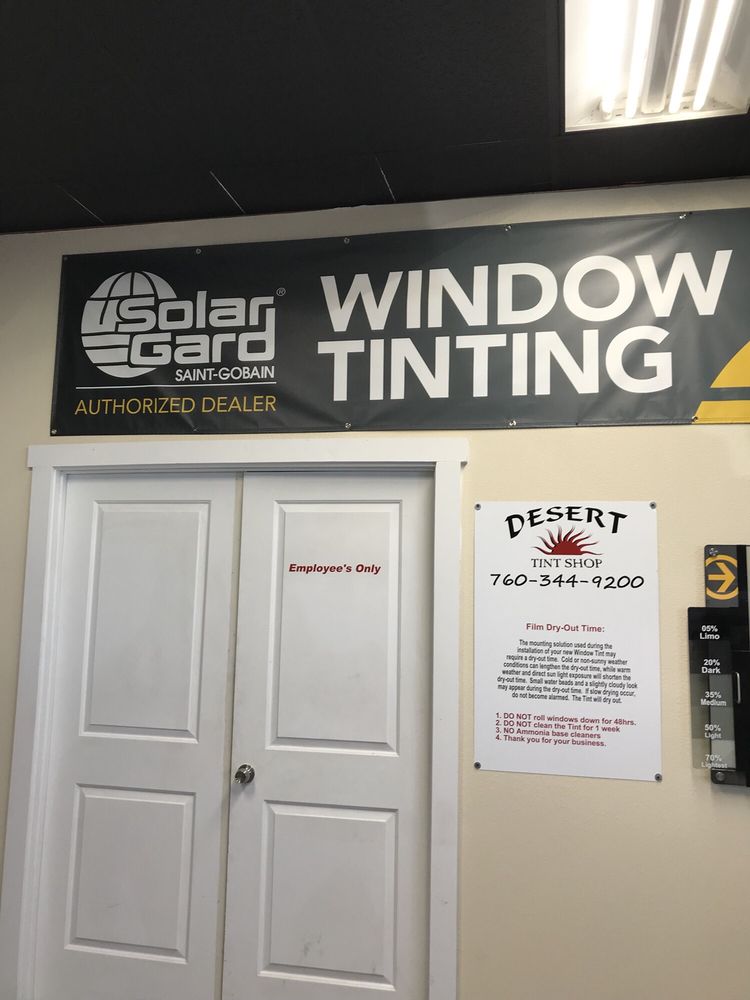 Solar
Gard
®
SAINT-GOBAIN
AUTHORIZED DEALER
WINDOW
TINTING
Employee's Only
DESERT
TINT SHOP
760-344-9200
Film Dry-Out Time:
The mounting solution used during the
installation of your new Window Tint may
require a dry-out time. Cold or non-sunny weather
conditions can lengthen the dry-out time, while warm
weather and direct sun light exposure will shorten the
dry-out time. Small water beads and a slightly cloudy look
may appear during the dry-out time. If slow drying occur,
do not become alarmed. The Tint will dry out.
1. DO NOT roll windows down for 48hrs.
2. DO NOT clean the Tint for 1 week
3. NO Ammonia base cleaners
4. Thank you for your business.
05%
Limo
20%
Dark
35%
Medium
50%
Light
70%
Lightest